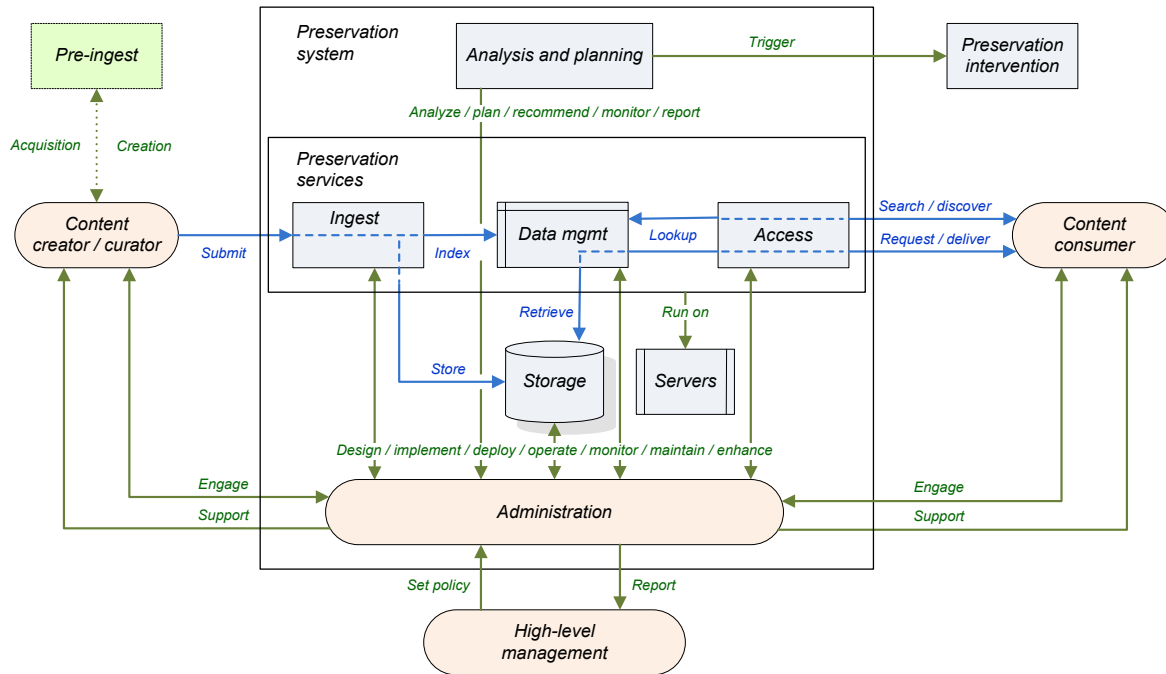 Preservation
system
Pre-ingest
Analysis and planning
Trigger
Preservation
intervention
Analyze / plan / recommend / monitor / report
Acquisition
Creation
Preservation
services
Content
creator / curator
Submit
Ingest
Index
Data mgmt
Lookup
Access
Search / discover
Request / deliver
Content
consumer
Retrieve
Run on
Store
Storage
Servers
Design / implement / deploy / operate / monitor / maintain / enhance
Engage
Support
Administration
Engage
Support
Set policy
Report
High-level
management